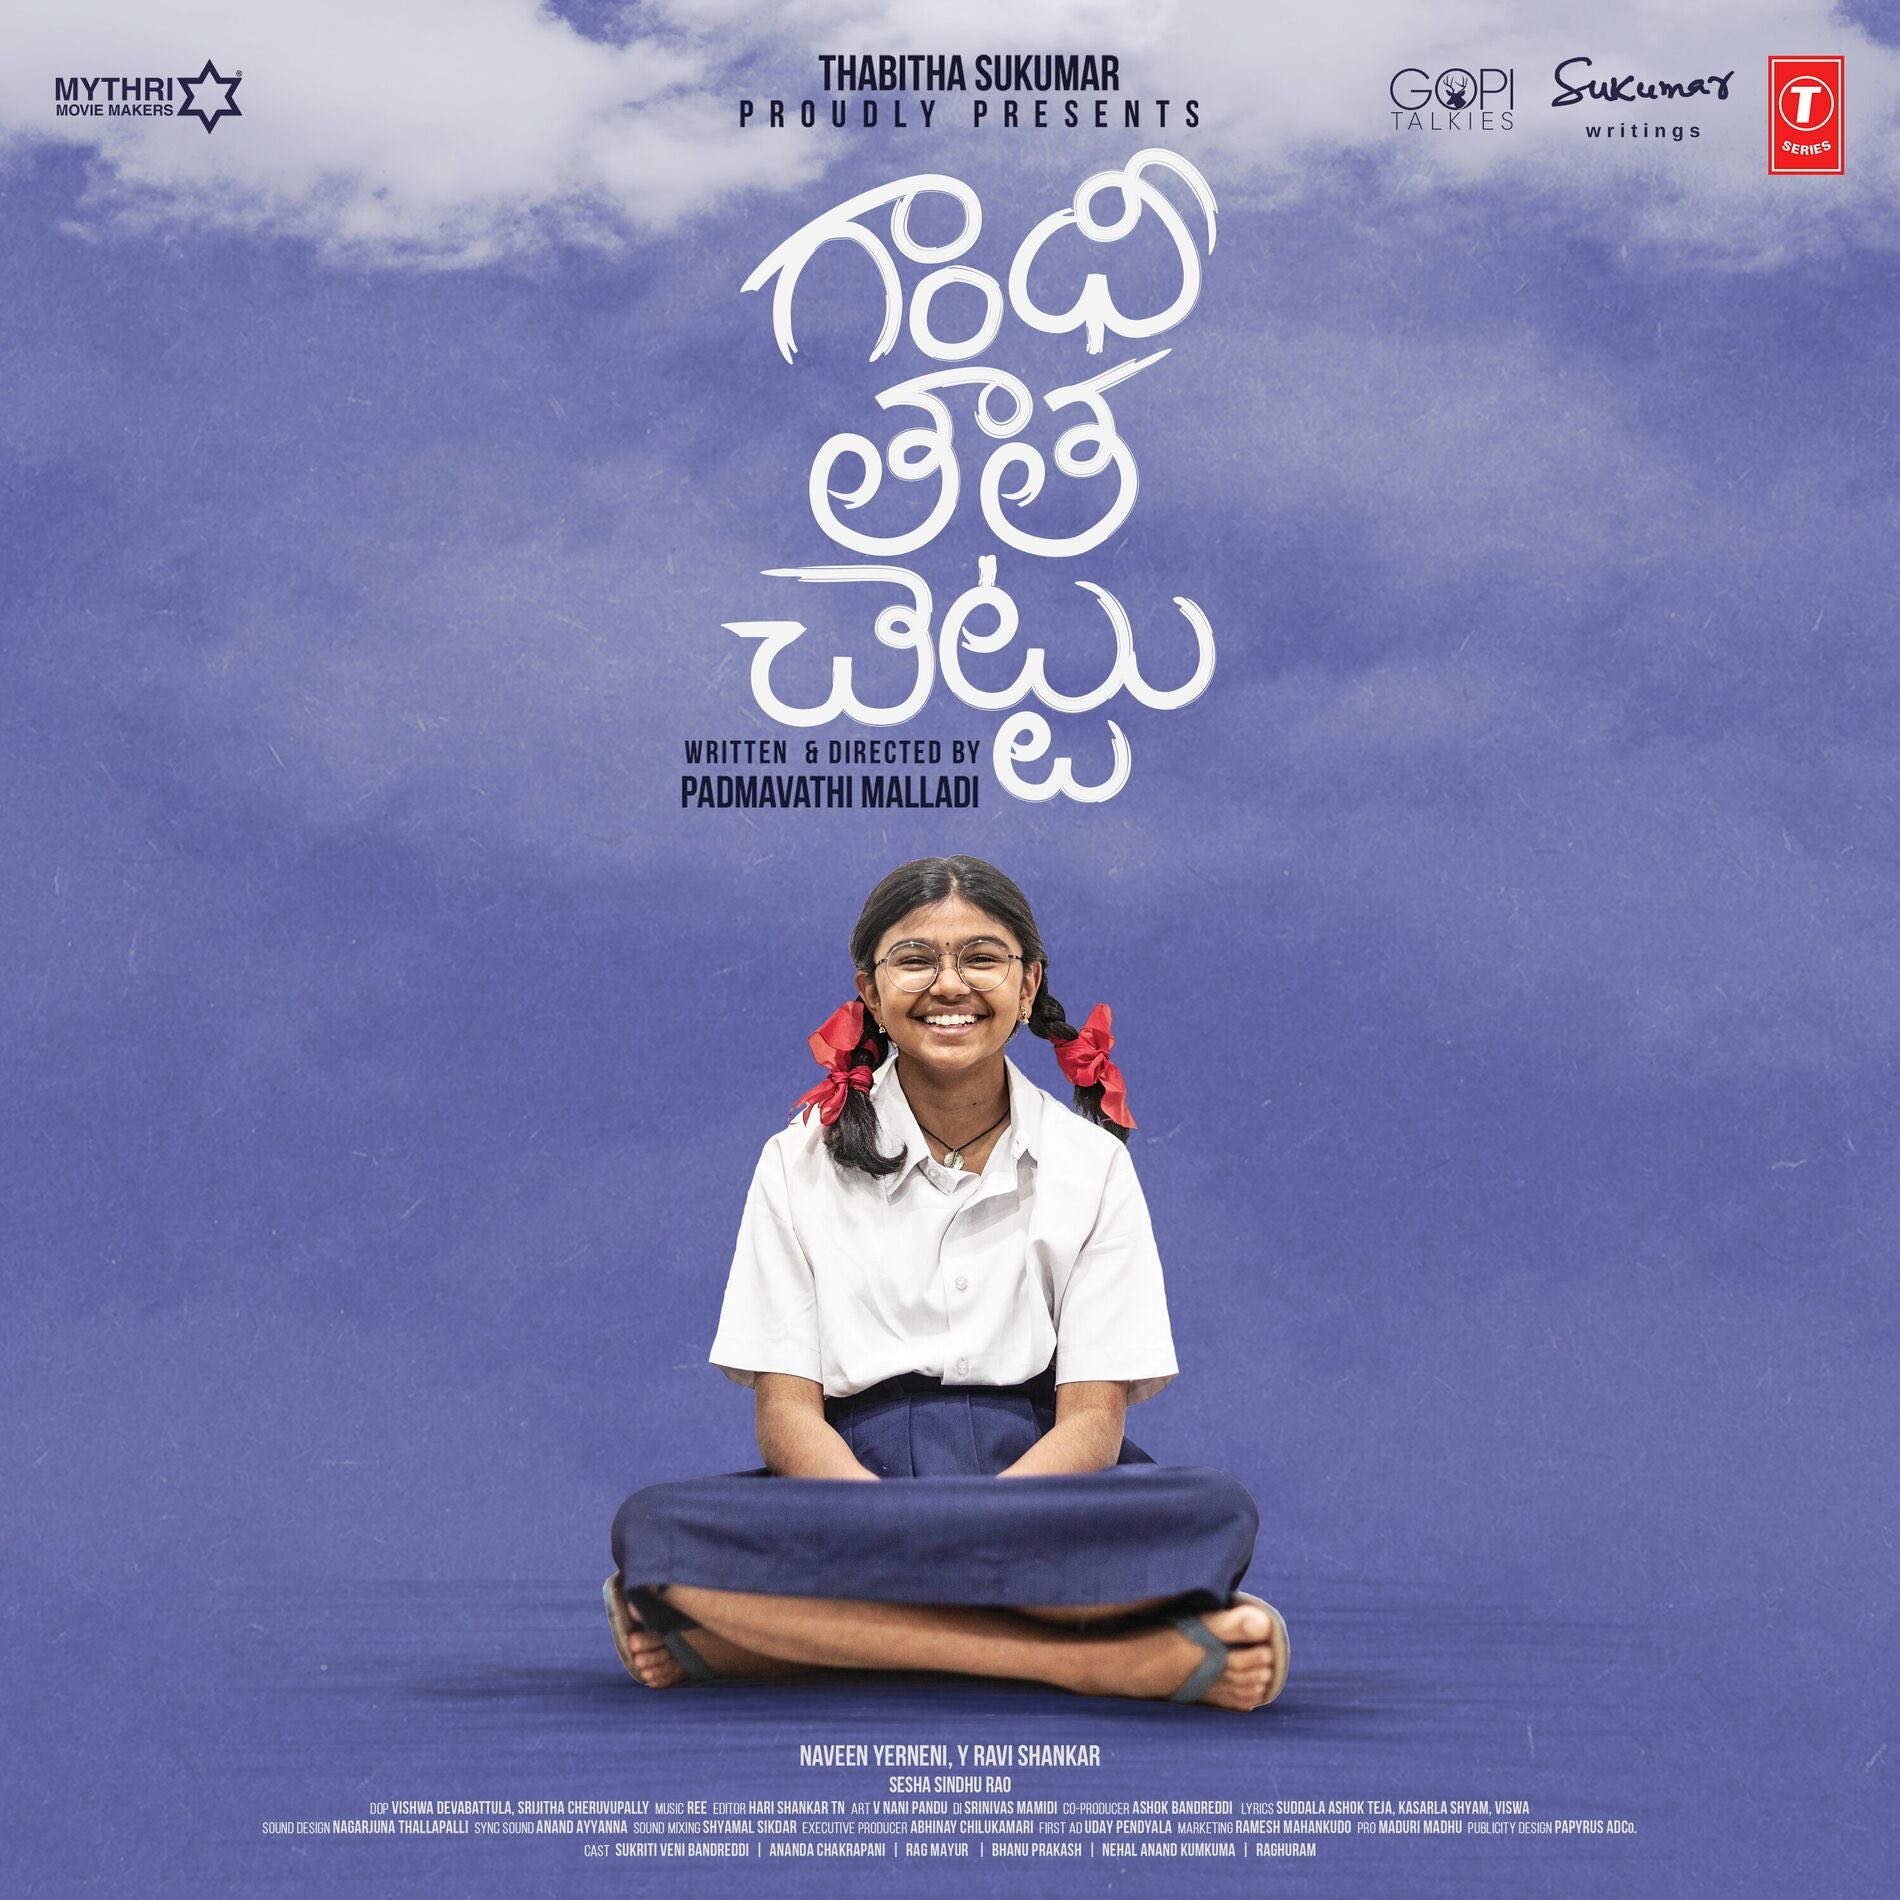 MYTHRI
MOVIE MAKERS
THABITHA SUKUMAR
PROUDLY PRESENTS
GOPI
TALKIES
Sukumar
writings
T
SERIES
గాంధీ
తాత
చెట్టు
WRITTEN & DIRECTED BY
PADMAVATHI MALLADI
NAVEEN YERNENI, Y RAVI SHANKAR
SESHA SINDHU RAO
DOP VISHWA DEVABATTULA, SRIJITHA CHERUVUPALLY MUSIC REE EDITOR HARI SHANKAR TN ART V NANI PANDU DI SRINIVAS MAMIDI CO-PRODUCER ASHOK BANDREDDI LYRICS SUDDALA ASHOK TEJA, KASARLA SHYAM, VISWA
SOUND DESIGN NAGARJUNA THALLAPALLI SYNC SOUND ANAND AYYANNA SOUND MIXING SHYAMAL SIKDAR EXECUTIVE PRODUCER ABHINAY CHILUKAMARI FIRST AD UDAY PENDYALA MARKETING RAMESH MAHANKUDO PRO MADURI MADHU PUBLICITY DESIGN PAPYRUS ADCo.
CAST SUKRITI VENI BANDREDDI | ANANDA CHAKRAPANI | RAG MAYUR | BHANU PRAKASH | NEHAL ANAND KUMKUMA | RAGHURAM